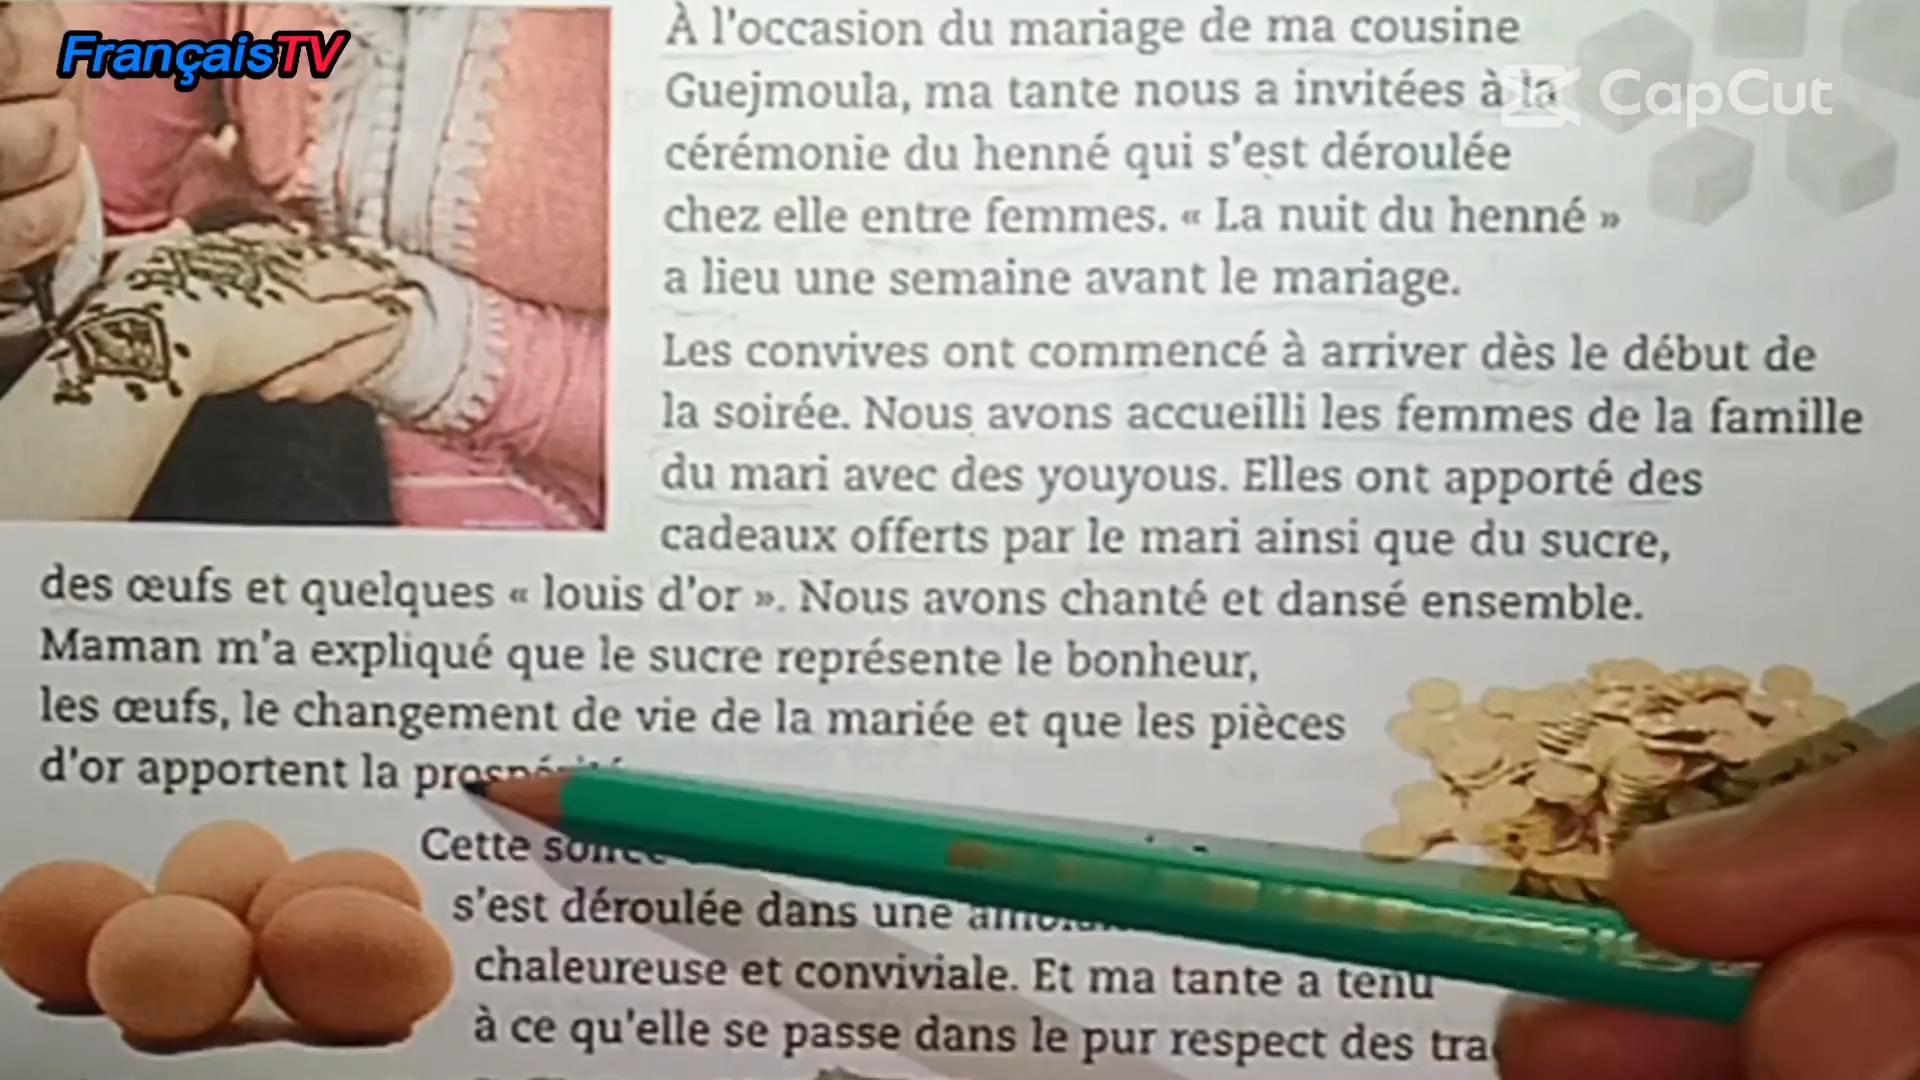 FrançaisTV
CapCut
À l'occasion du mariage de ma cousine
Guejmoula, ma tante nous a invitées à la
cérémonie du henné qui s'est déroulée
chez elle entre femmes. « La nuit du henné »
a lieu une semaine avant le mariage.
Les convives ont commencé à arriver dès le début de
la soirée. Nous avons accueilli les femmes de la famille
du mari avec des youyous. Elles ont apporté des
cadeaux offerts par le mari ainsi que du sucre,
des œufs et quelques « louis d'or ». Nous avons chanté et dansé ensemble.
Maman m'a expliqué que le sucre représente le bonheur,
les œufs, le changement de vie de la mariée et que les pièces
d'or apportent la prospérité
Cette soirée
s'est déroulée dans une
chaleureuse et conviviale. Et ma tante a tenu
à ce qu'elle se passe dans le pur respect des